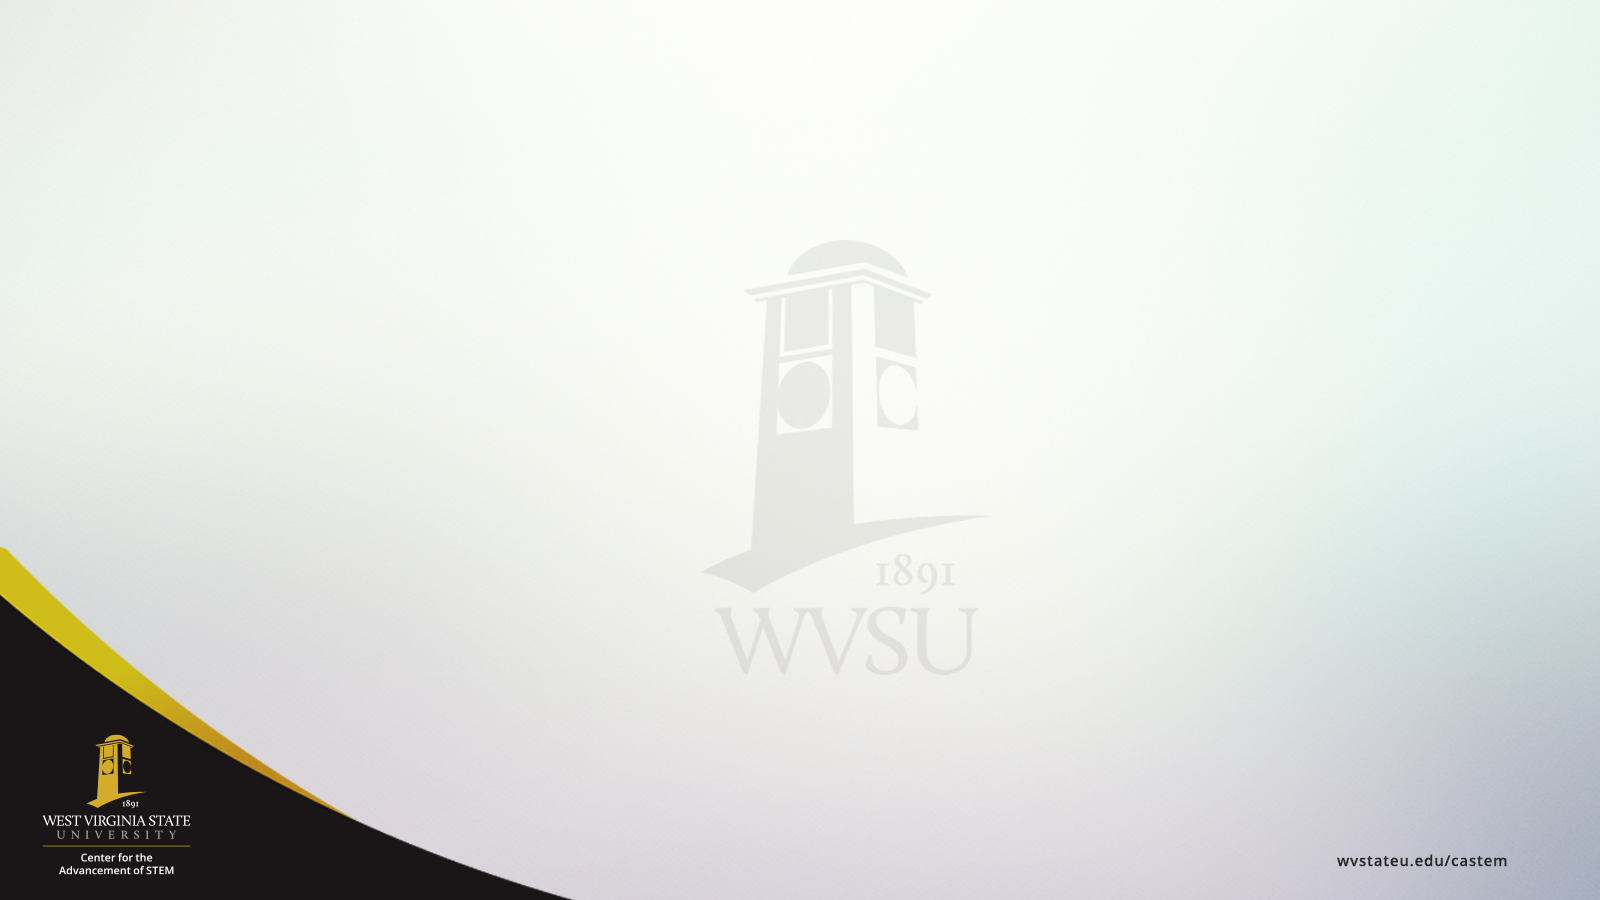 1891
WVSU
1891
WEST VIRGINIA STATE
UNIVERSITY
Center for the
Advancement of STEM
wvstateu.edu/castem